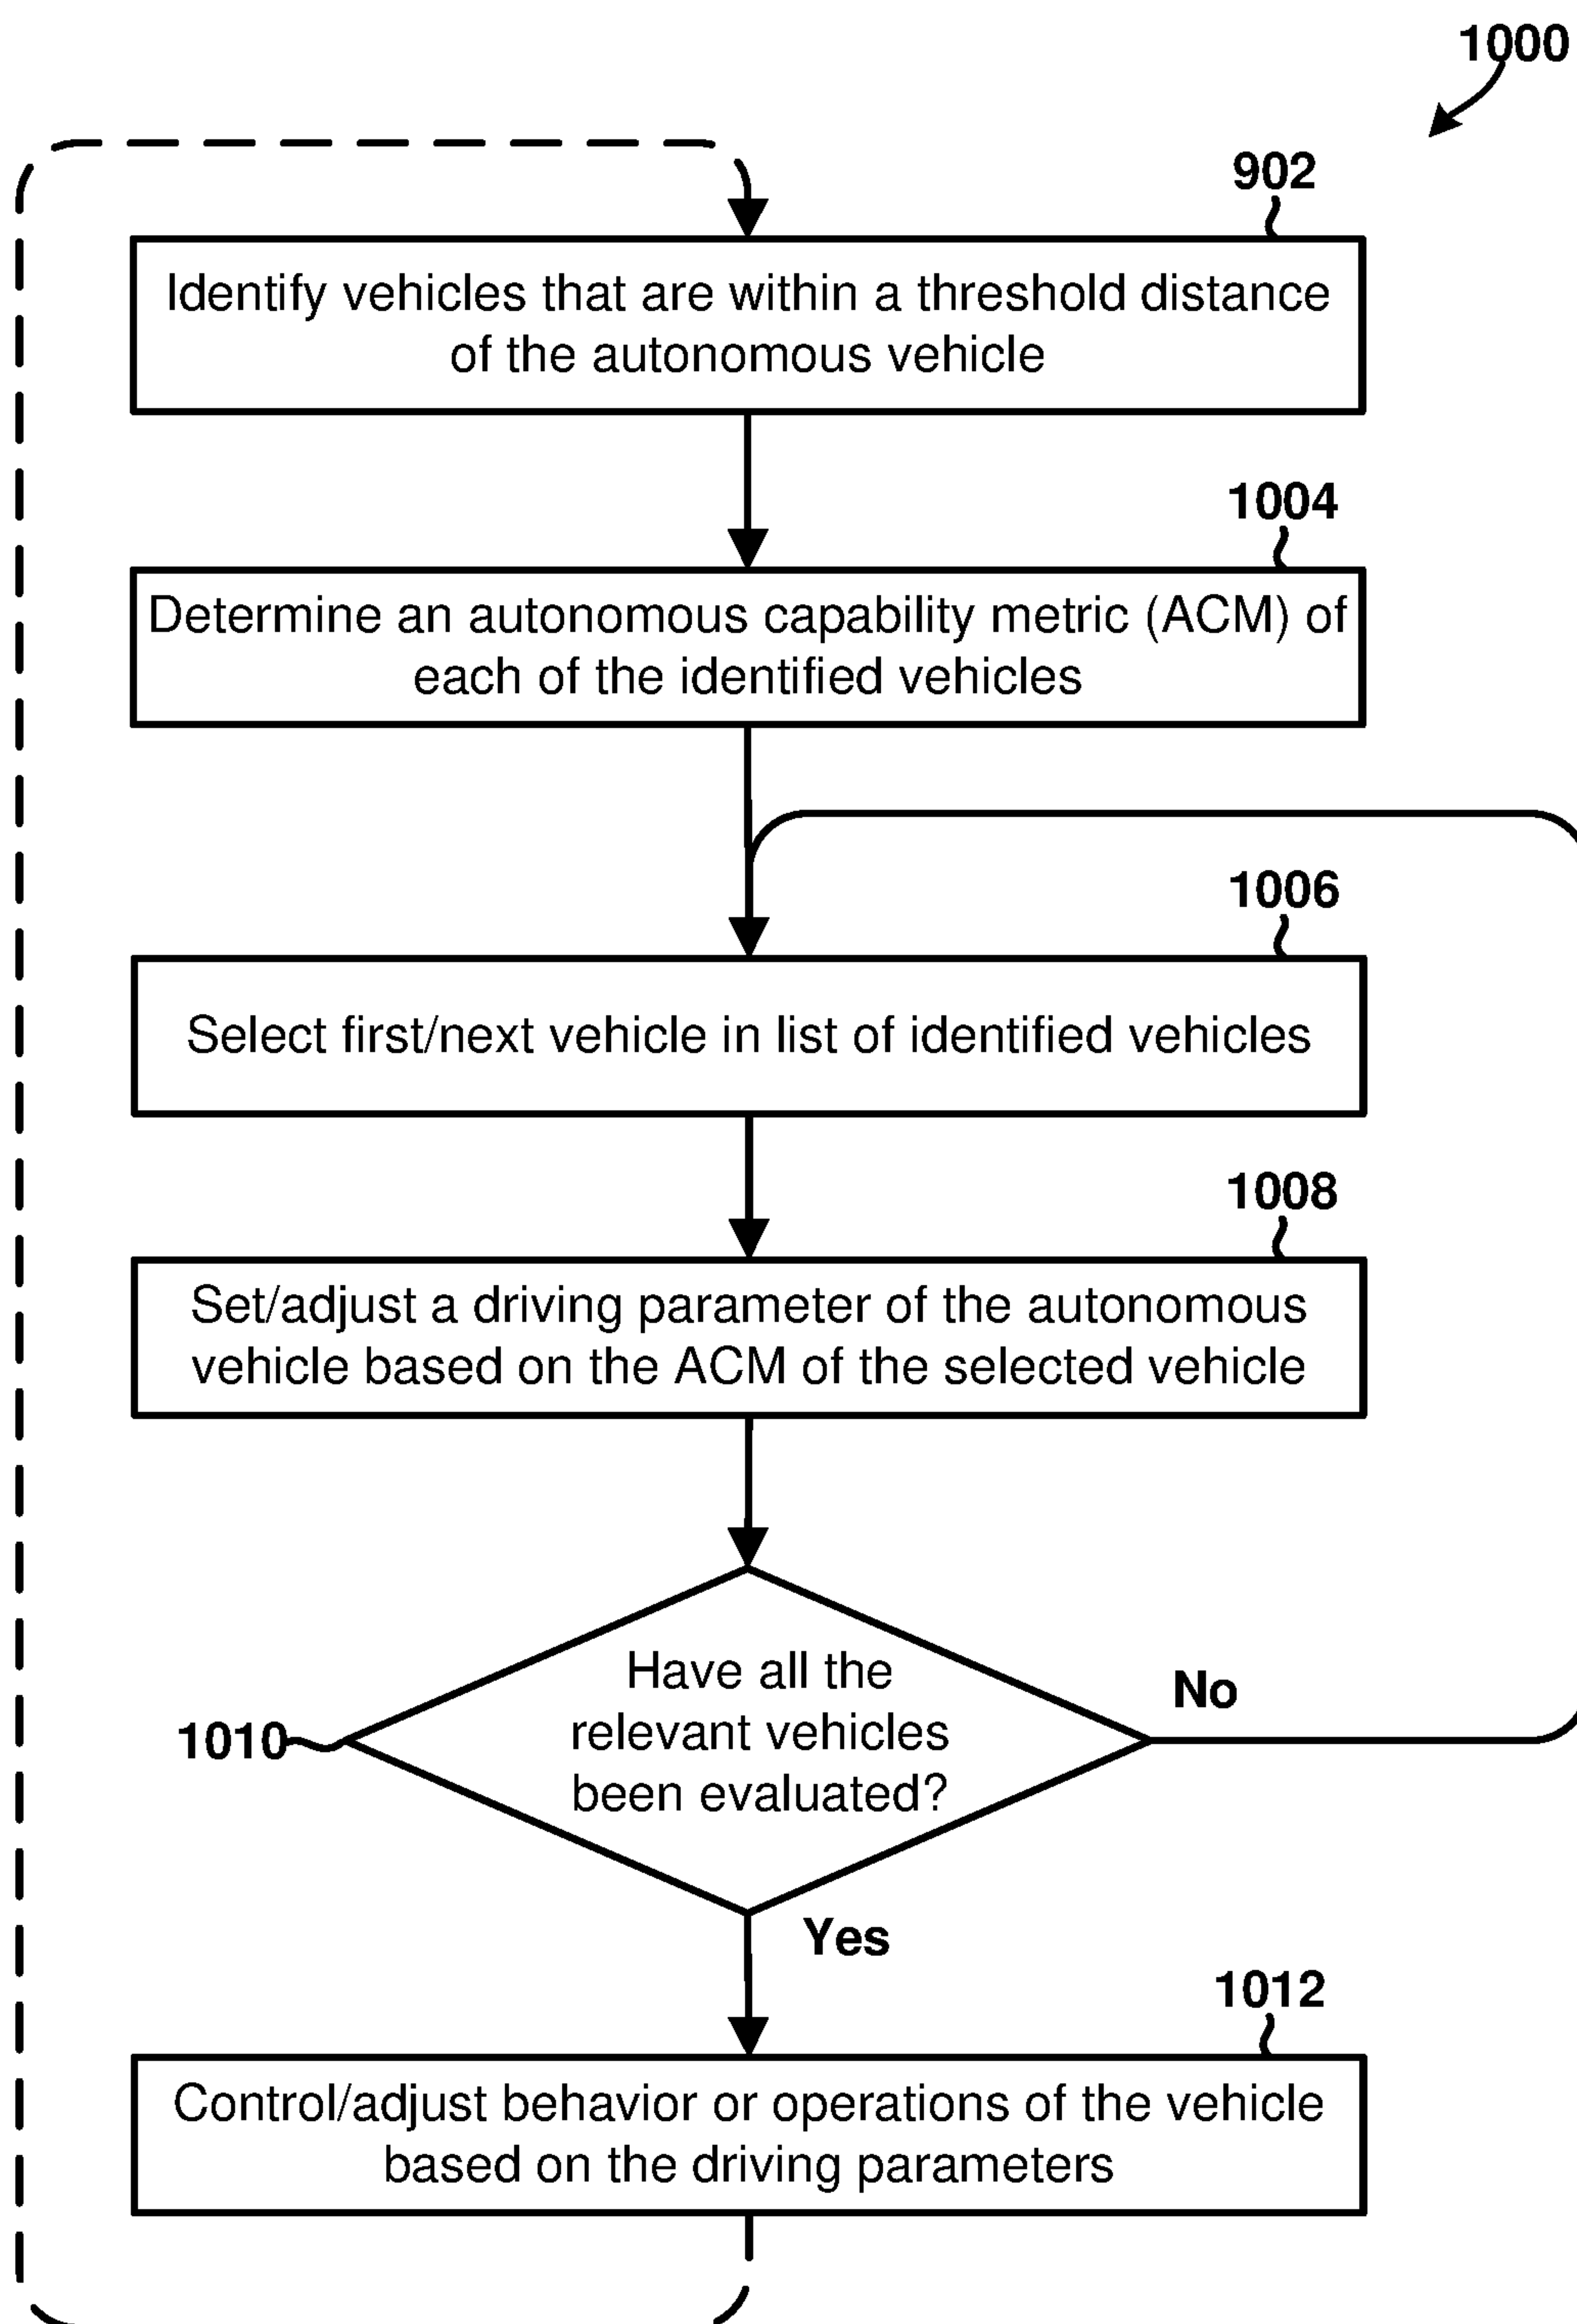 1000
902
Identify vehicles that are within a threshold distance
of the autonomous vehicle
1004
Determine an autonomous capability metric (ACM) of
each of the identified vehicles
1006
Select first/next vehicle in list of identified vehicles
1008
Set/adjust a driving parameter of the autonomous
vehicle based on the ACM of the selected vehicle
Have all the
relevant vehicles
been evaluated?
1010
No
Yes
1012
Control/adjust behavior or operations of the vehicle
based on the driving parameters